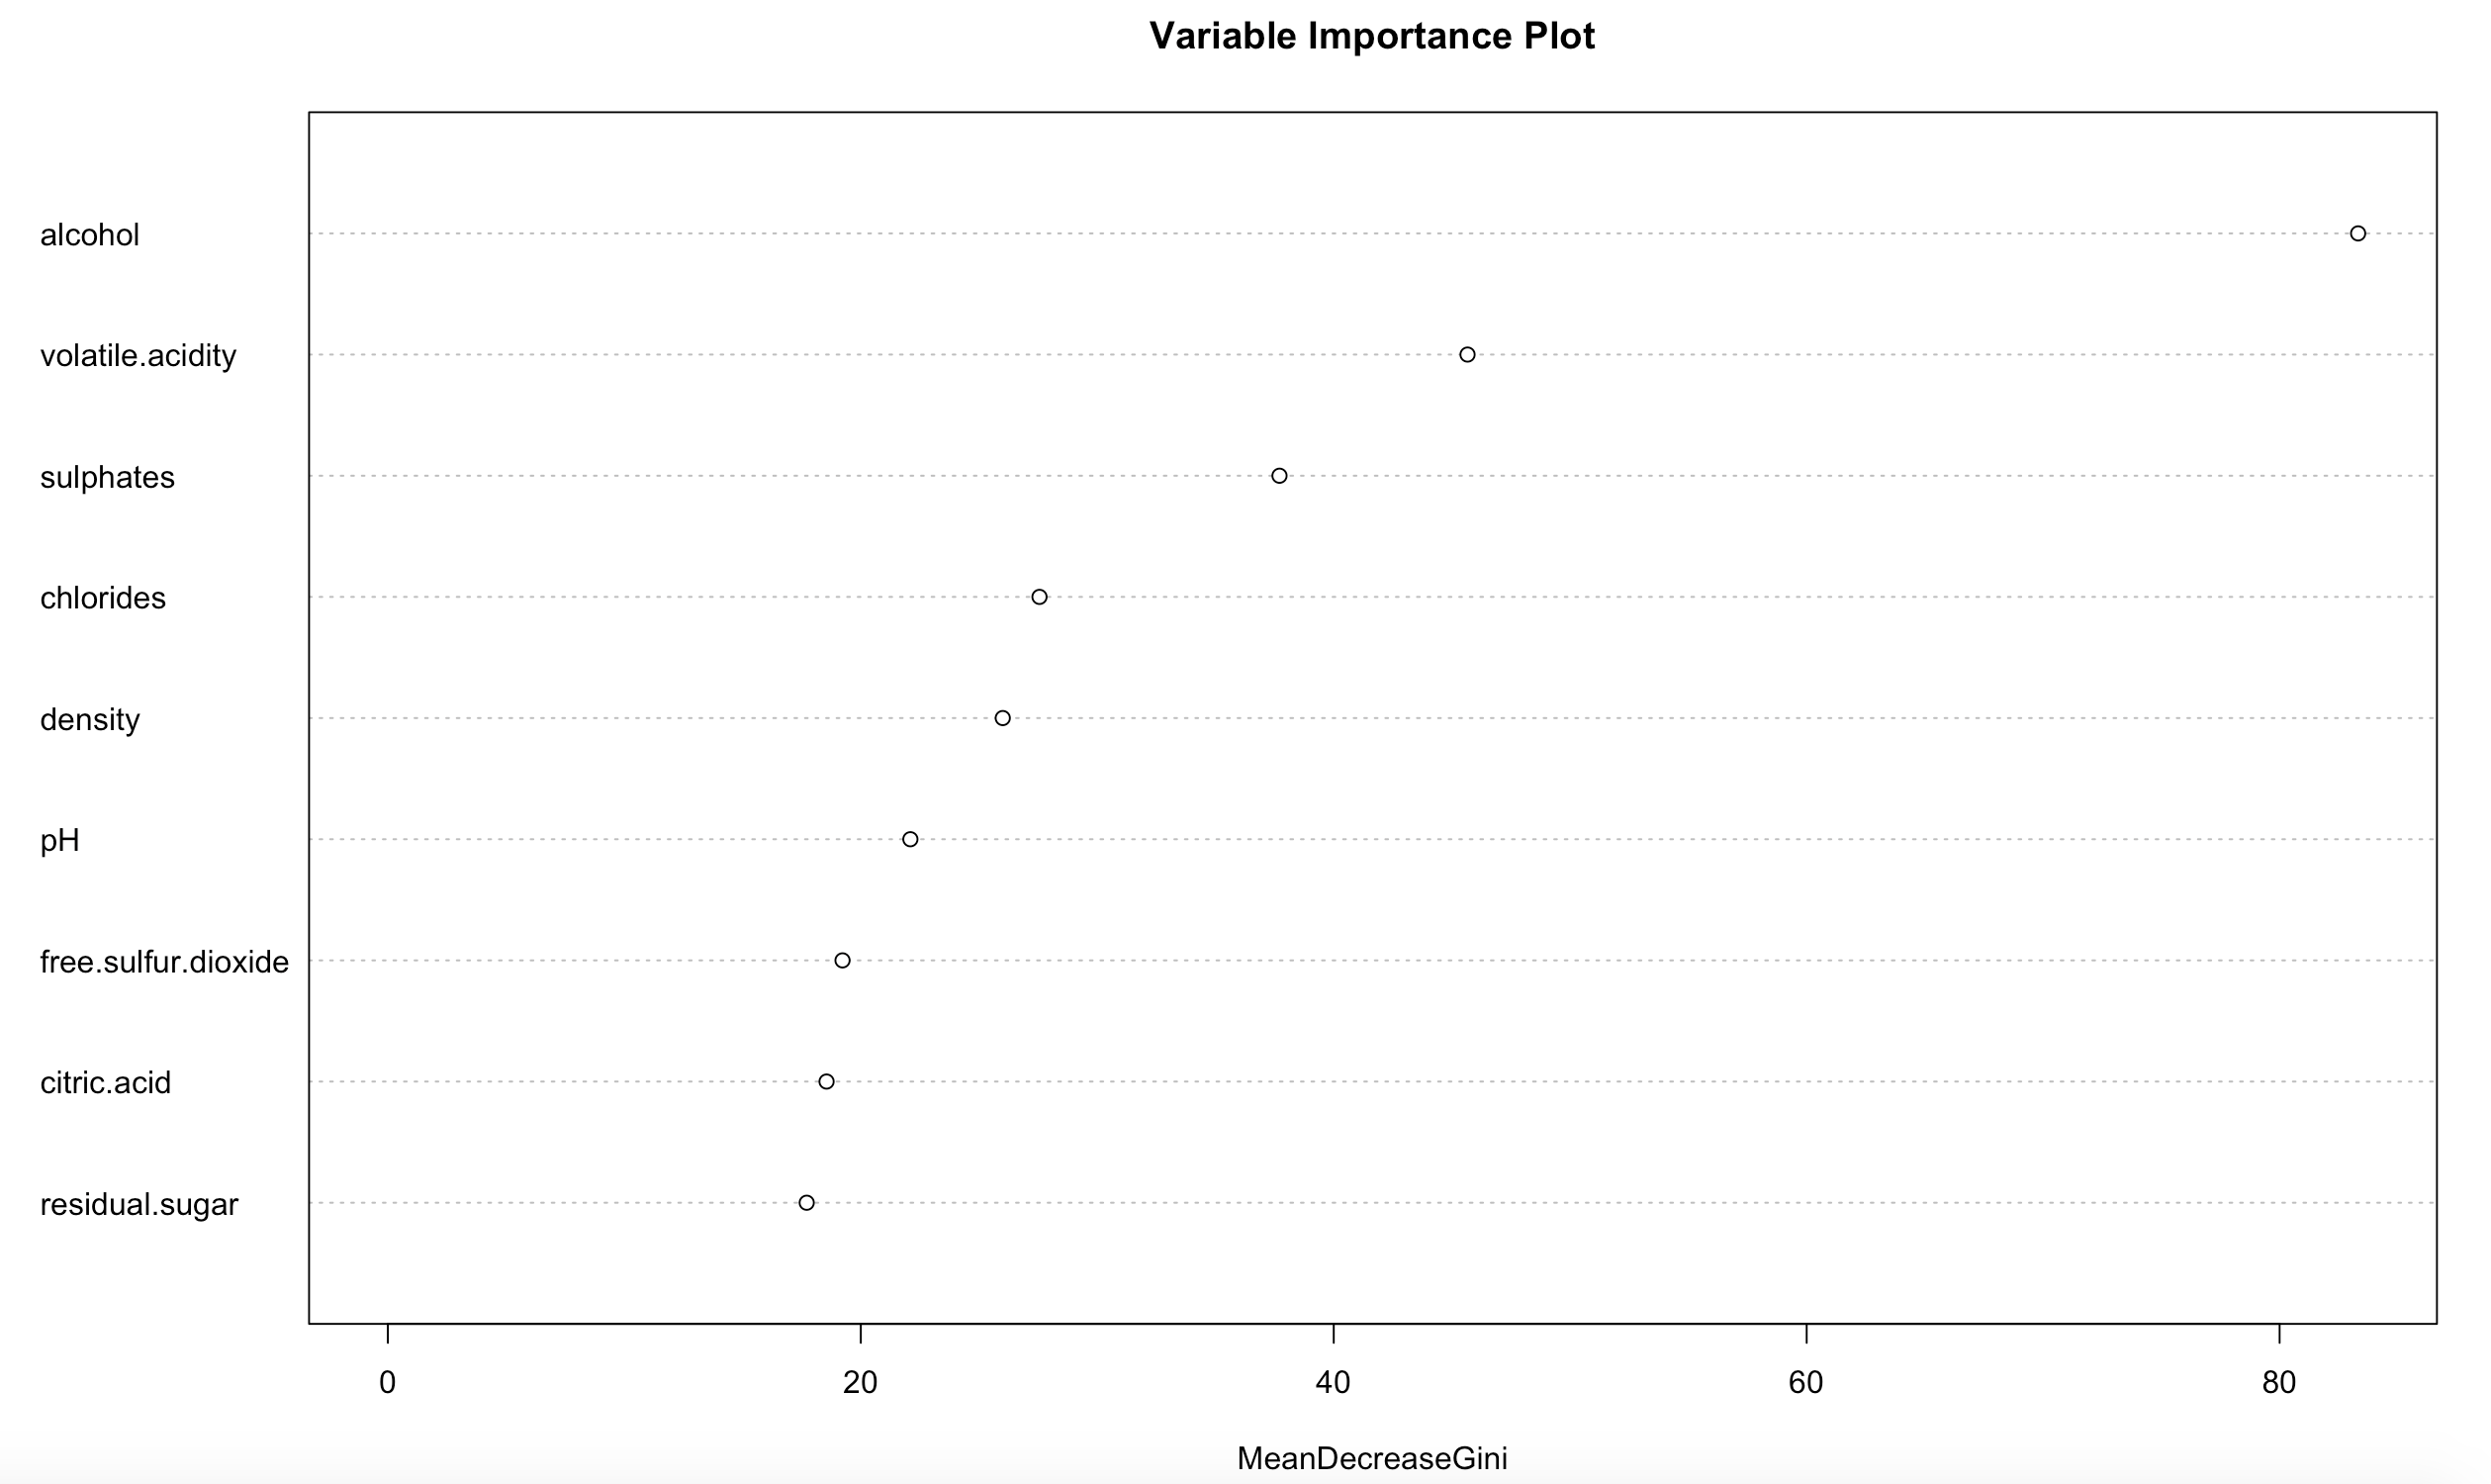 Variable Importance Plot
alcohol
volatile.acidity
sulphates
chlorides
density
pH
free.sulfur.dioxide
citric.acid
residual.sugar
0 20 40 60 80
MeanDecreaseGini